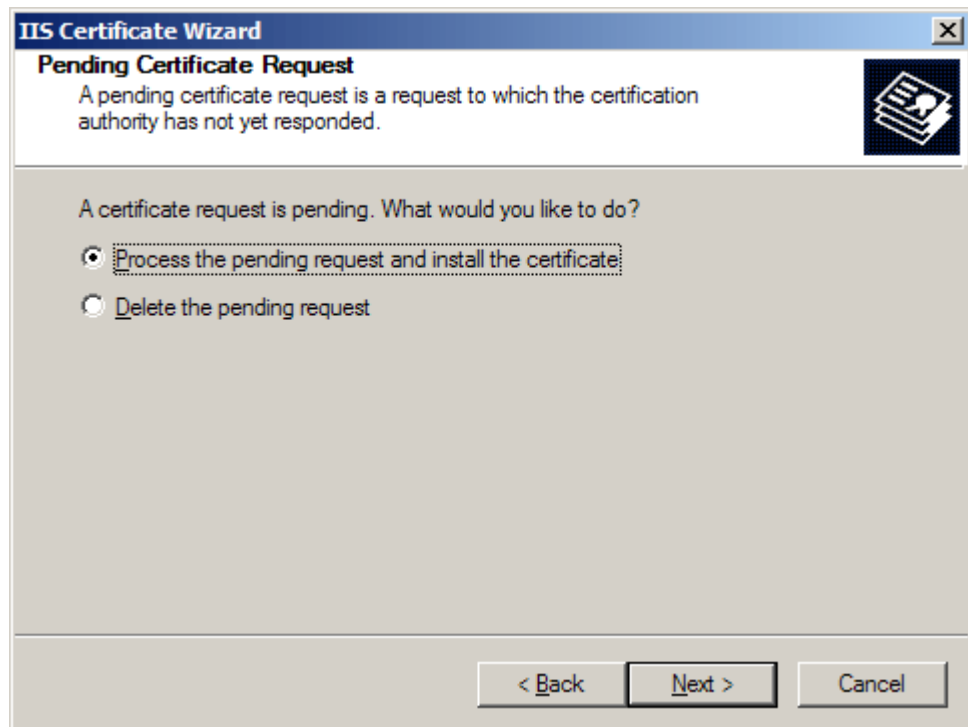 IIS Certificate Wizard
Pending Certificate Request
A pending certificate request is a request to which the certification
authority has not yet responded.
A certificate request is pending. What would you like to do?
Process the pending request and install the certificate
Delete the pending request
< Back Next > Cancel